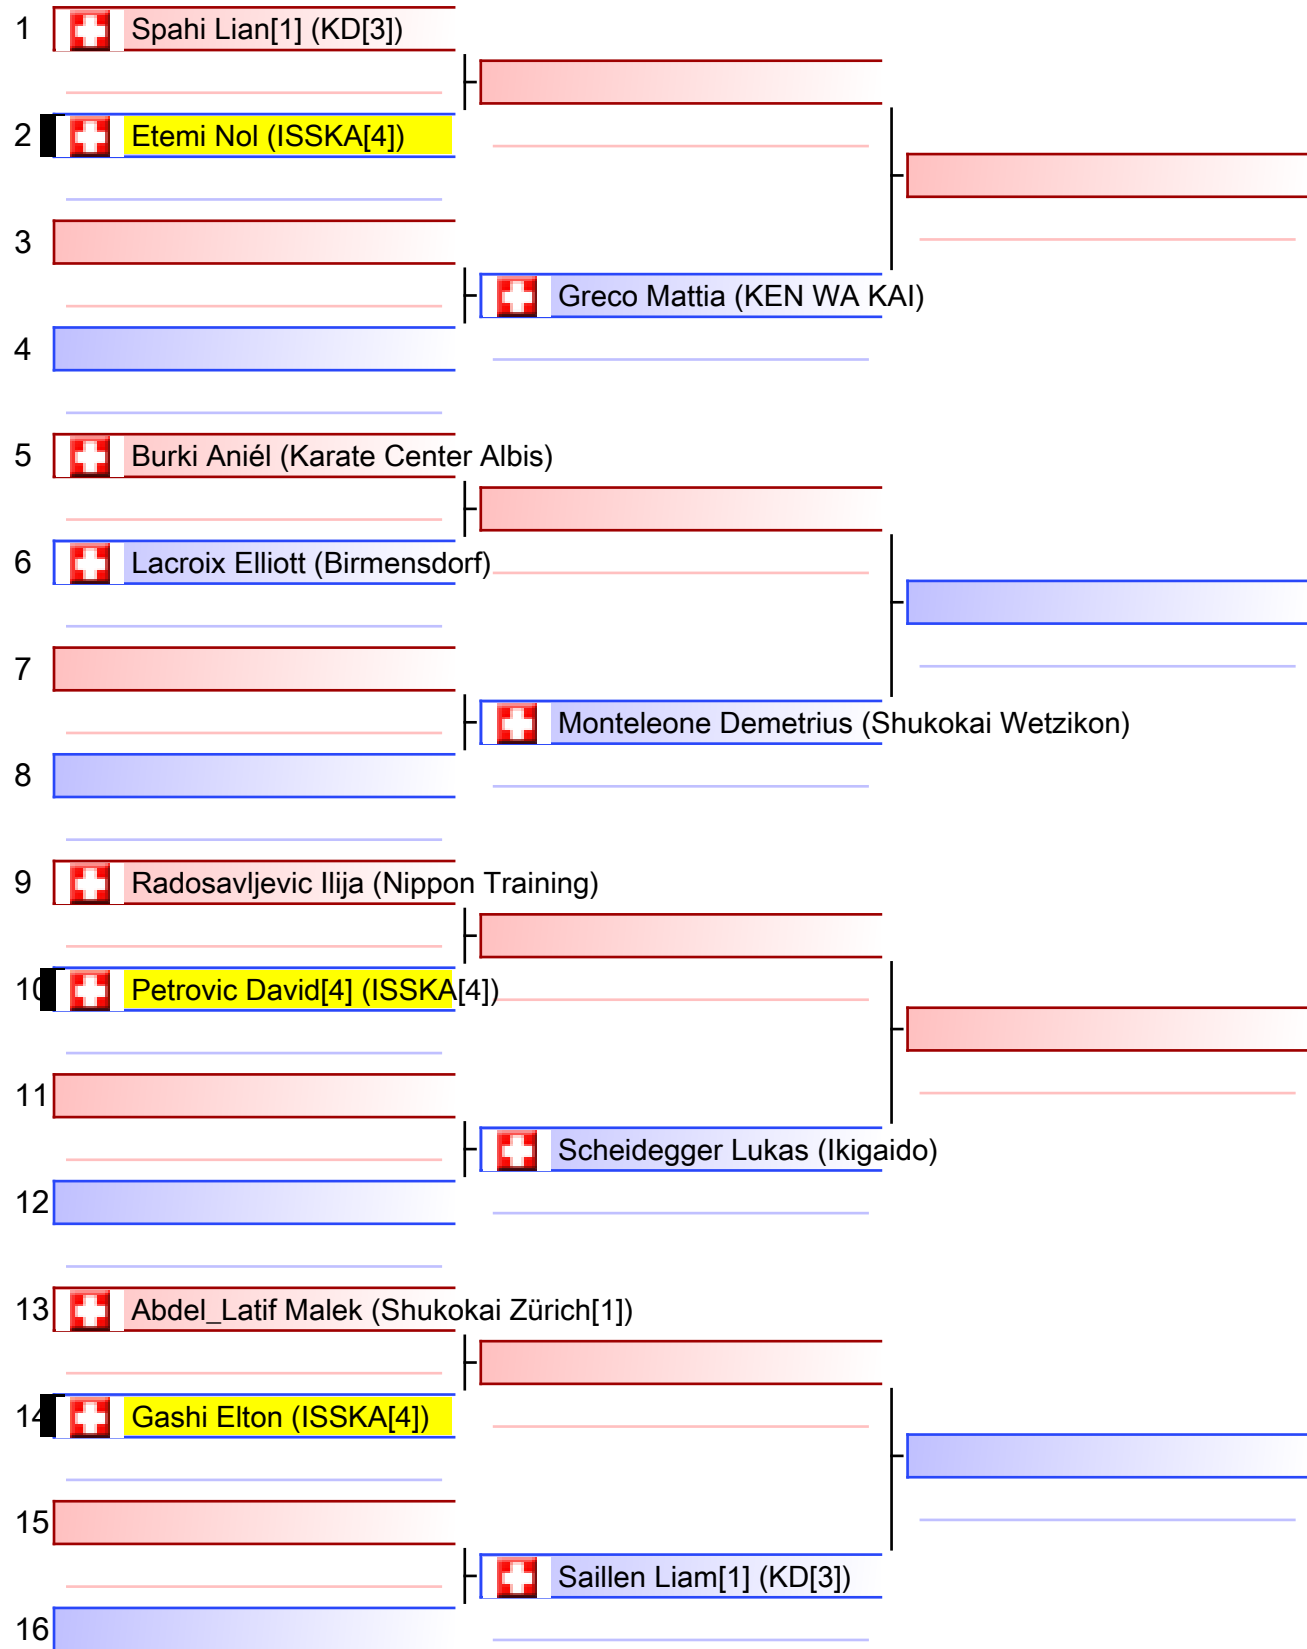 1 Spahi Lian[1] (KD[3])
2 Etemi Nol (ISSKA[4])
3
Greco Mattia (KEN WA KAI)
4
5 Burki Aniél (Karate Center Albis)
6 Lacroix Elliott (Birmensdorf)
7
Monteleone Demetrius (Shukokai Wetzikon)
8
9 Radosavljevic Ilija (Nippon Training)
10 Petrovic David[4] (ISSKA[4])
11
Scheidegger Lukas (Ikigaido)
12
13 Abdel_Latif Malek (Shukokai Zürich[1])
14 Gashi Elton (ISSKA[4])
15
Saillen Liam[1] (KD[3])
16